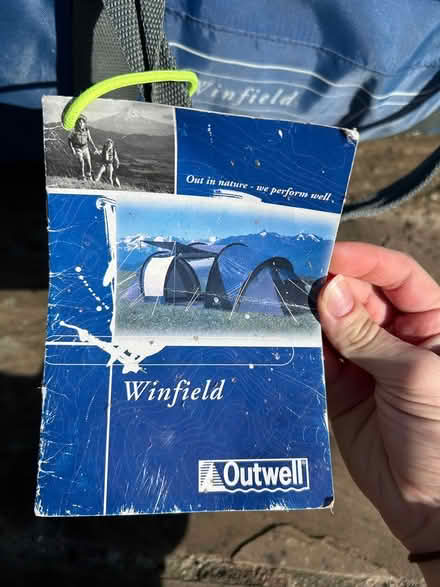 Winfield
Out in nature - we perform well
Winfield
Outwell®